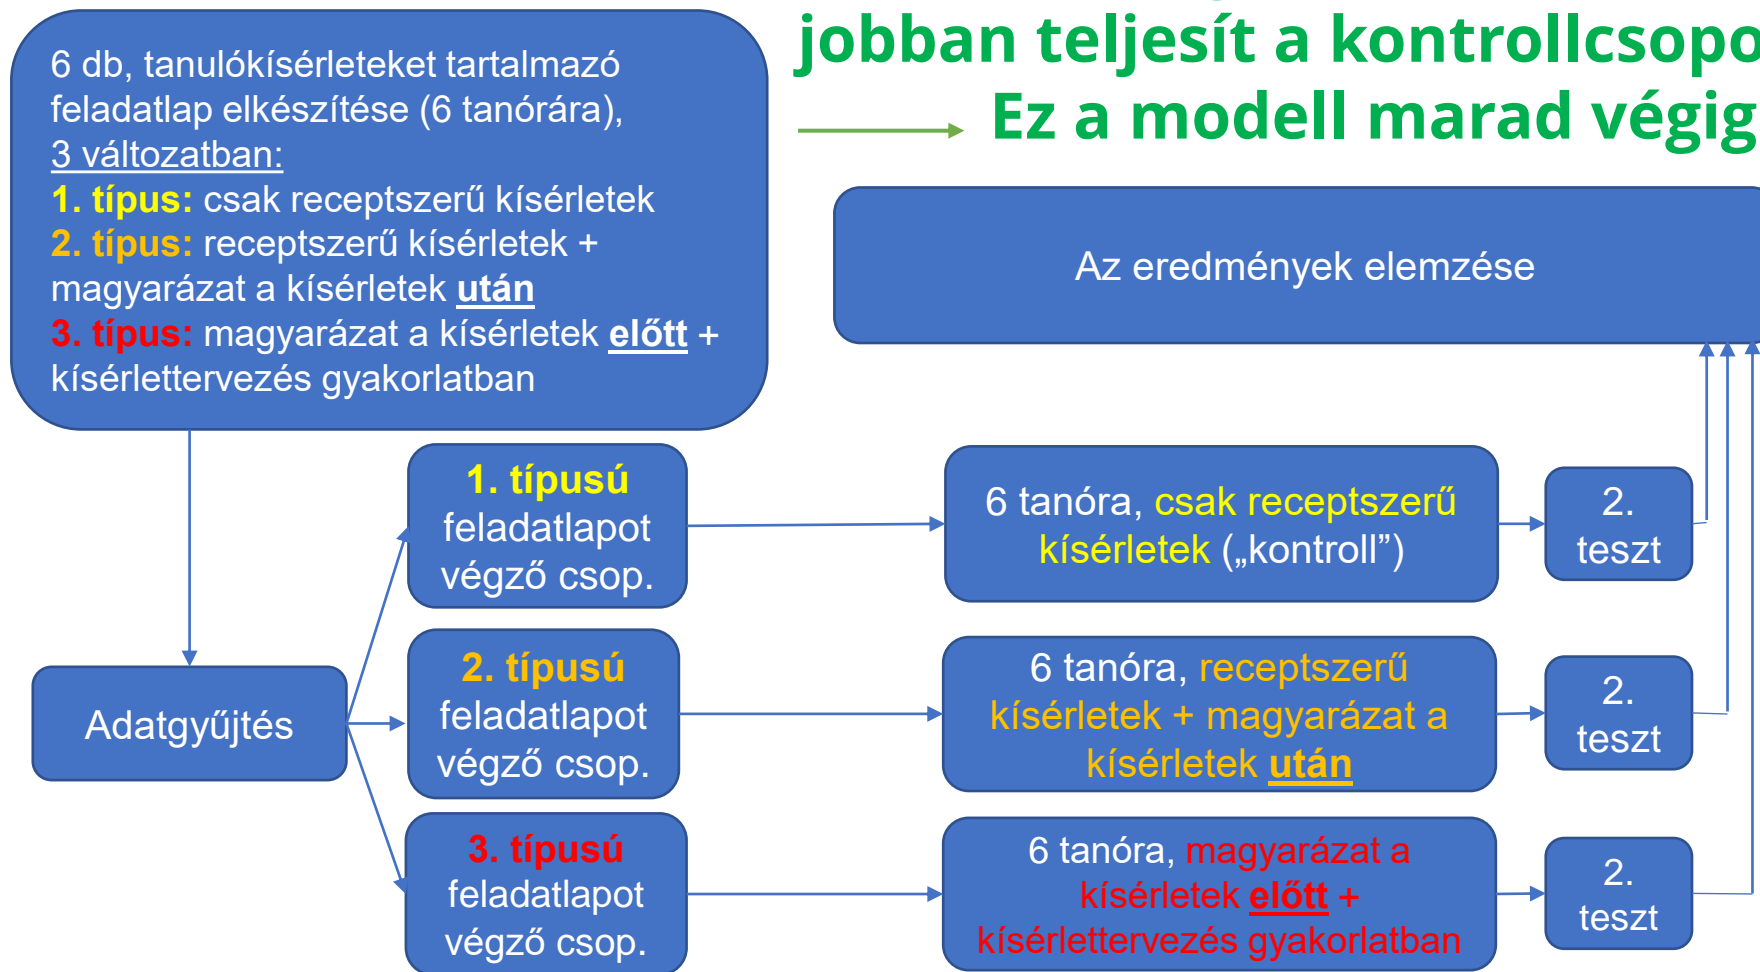 jobban teljesít a kontrollcsopo
Ez a modell marad végig
6 db, tanulókísérleteket tartalmazó
feladatlap elkészítése (6 tanórára),
3 változatban:
1. típus: csak receptszerű kísérletek
2. típus: receptszerű kísérletek +
magyarázat a kísérletek után
3. típus: magyarázat a kísérletek előtt +
kísérlettervezés gyakorlatban
Az eredmények elemzése
Adatgyűjtés
1. típusú
feladatlapot
végző csop.
6 tanóra, csak receptszerű
kísérletek („kontroll”)
2.
teszt
2. típusú
feladatlapot
végző csop.
6 tanóra, receptszerű
kísérletek + magyarázat a
kísérletek után
2.
teszt
3. típusú
feladatlapot
végző csop.
6 tanóra, magyarázat a
kísérletek előtt +
kísérlettervezés gyakorlatban
2.
teszt